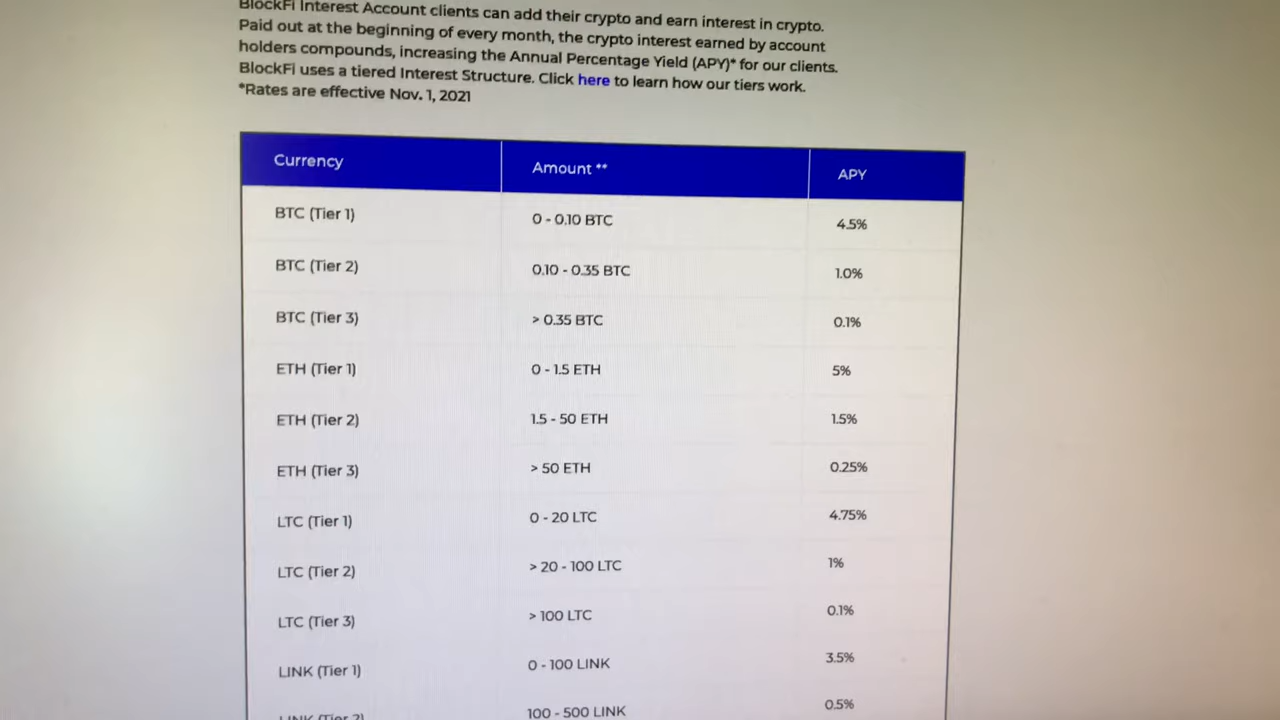 BlockFi Interest Account clients can add their crypto and earn interest in crypto.
Paid out at the beginning of every month, the crypto interest earned by account
holders compounds, increasing the Annual Percentage Yield (APY)* for our clients.
BlockFi uses a tiered Interest Structure. Click here to learn how our tiers work.
*Rates are effective Nov. 1, 2021
Currency Amount ** APY
BTC (Tier 1) 0 - 0.10 BTC 4.5%
BTC (Tier 2) 0.10 - 0.35 BTC 1.0%
BTC (Tier 3) > 0.35 BTC 0.1%
ETH (Tier 1) 0 - 1.5 ETH 5%
ETH (Tier 2) 1.5 - 50 ETH 1.5%
ETH (Tier 3) > 50 ETH 0.25%
LTC (Tier 1) 0 - 20 LTC 4.75%
LTC (Tier 2) > 20 - 100 LTC 1%
LTC (Tier 3) > 100 LTC 0.1%
LINK (Tier 1) 0 - 100 LINK 3.5%
LINK (Tier 2) 100 - 500 LINK 0.5%